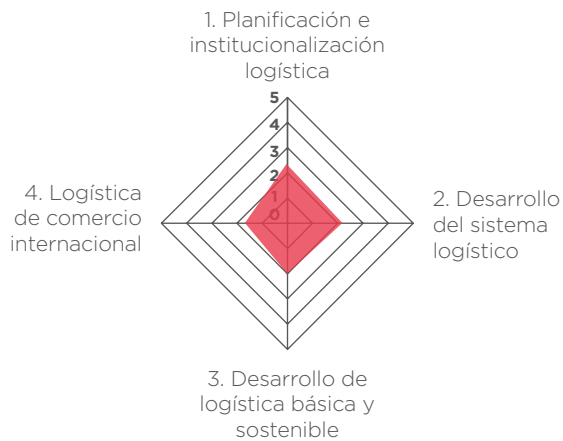 1. Planificación e
institucionalización
logística
5
4
3
2
1
0
4. Logística
de comercio
internacional
2. Desarrollo
del sistema
logístico
3. Desarrollo de
logística básica y
sostenible